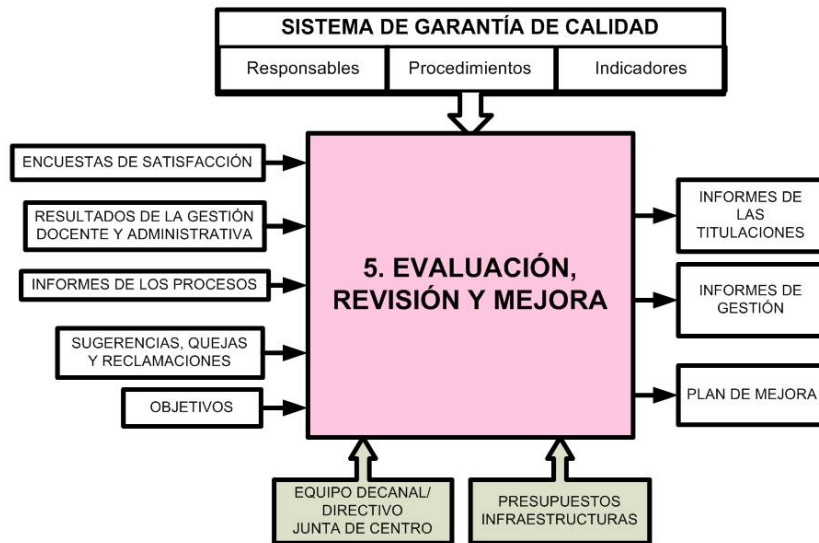 SISTEMA DE GARANTÍA DE CALIDAD
Responsables
Procedimientos
Indicadores
ENCUESTAS DE SATISFACCIÓN
RESULTADOS DE LA GESTIÓN
DOCENTE Y ADMINISTRATIVA
INFORMES DE LOS PROCESOS
SUGERENCIAS, QUEJAS
Y RECLAMACIONES
OBJETIVOS
5. EVALUACIÓN,
REVISIÓN Y MEJORA
INFORMES DE
LAS
TITULACIONES
INFORMES DE
GESTIÓN
PLAN DE MEJORA
EQUIPO DECANAL/
DIRECTIVO
JUNTA DE CENTRO
PRESUPUESTOS
INFRAESTRUCTURAS